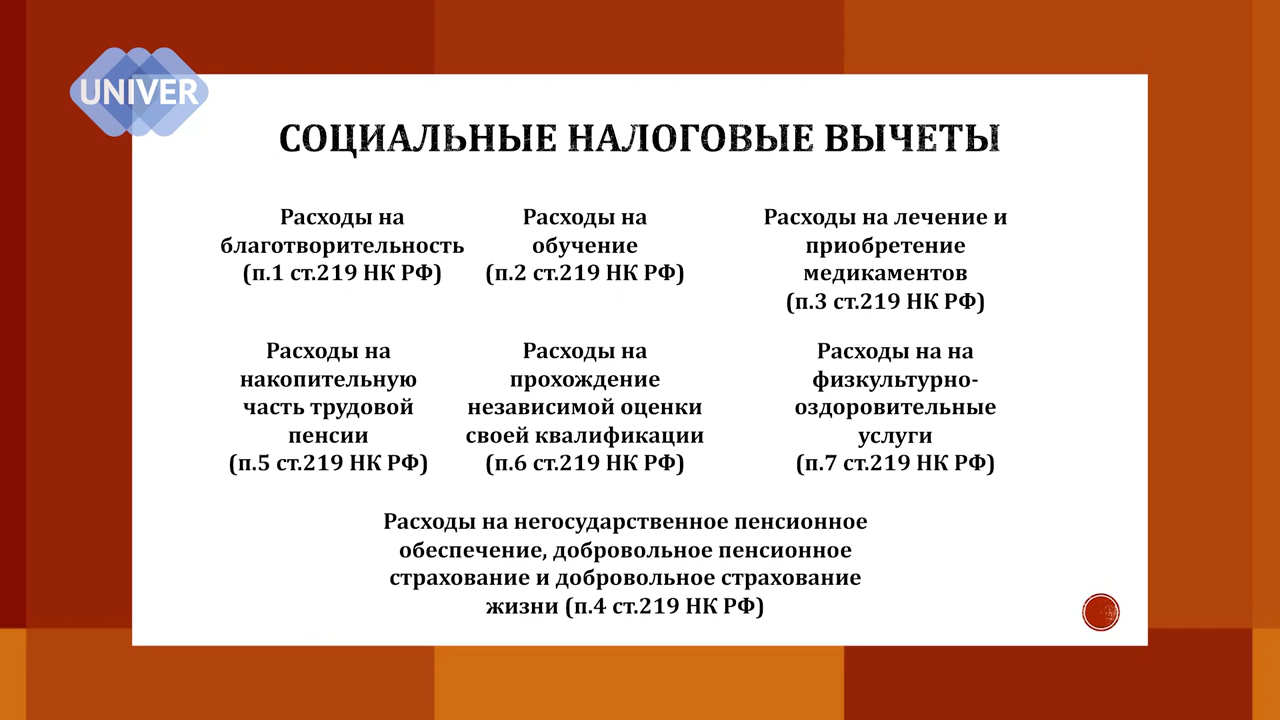 UNIVER
СОЦИАЛЬНЫЕ НАЛОГОВЫЕ ВЫЧЕТЫ
Расходы на
благотворительность
(п.1 ст.219 НК РФ)
Расходы на
обучение
(п.2 ст.219 НК РФ)
Расходы на лечение и
приобретение
медикаментов
(п.3 ст.219 НК РФ)
Расходы на
накопительную
часть трудовой
пенсии
(п.5 ст.219 НК РФ)
Расходы на
прохождение
независимой оценки
своей квалификации
(п.6 ст.219 НК РФ)
Расходы на на
физкультурно-
оздоровительные
услуги
(п.7 ст.219 НК РФ)
Расходы на негосударственное пенсионное
обеспечение, добровольное пенсионное
страхование и добровольное страхование
жизни (п.4 ст.219 НК РФ)